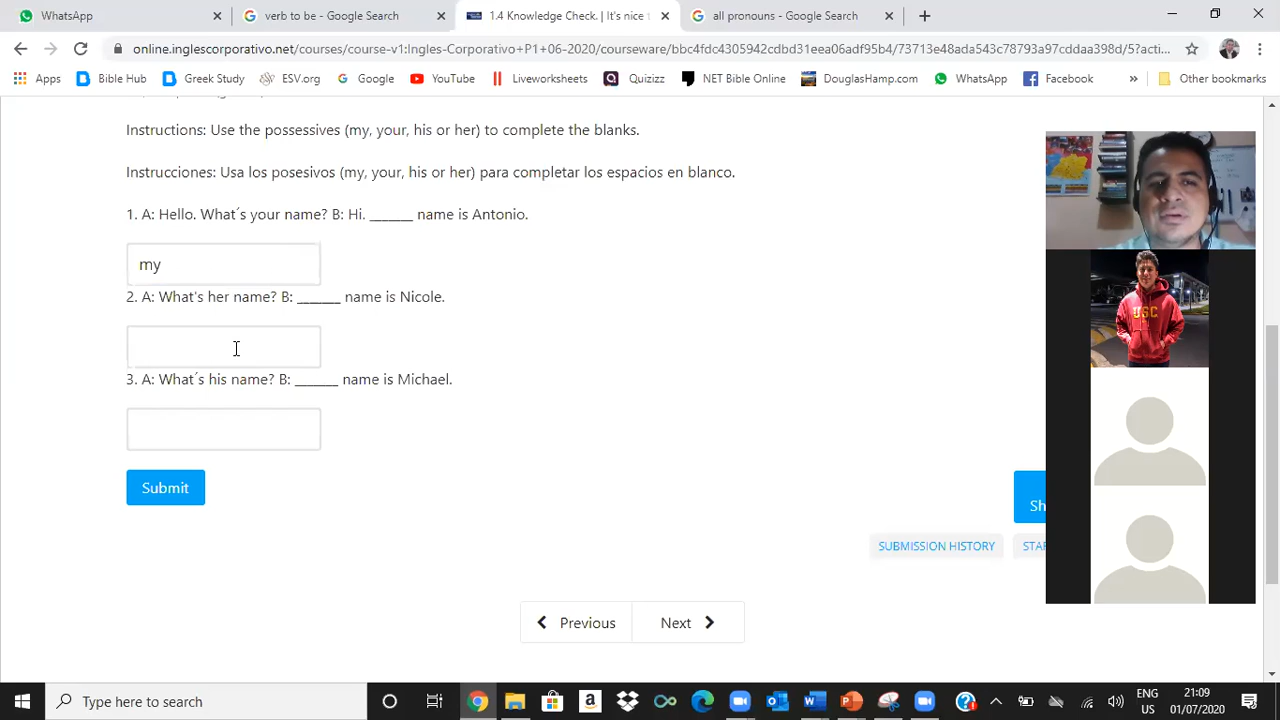 WhatsApp
verb to be - Google Search
1.4 Knowledge Check. | It's nice t
all pronouns - Google Search
online.inglescorporativo.net/courses/course-v1:Ingles-Corporativo+P1+06-2020/courseware/bbc4fdc4305942cdbd31eea06adf95b4/73713e48ada543c78793a97cddaa398d/5?acti...
Apps Bible Hub Greek Study ESV.org Google YouTube Liveworksheets Quizizz NET Bible Online DouglasHamp.com WhatsApp Facebook » Other bookmarks
Instructions: Use the possessives (my, your, his or her) to complete the blanks.
Instrucciones: Usa los posesivos (my, your, his or her) para completar los espacios en blanco.
1. A: Hello. What´s your name? B: Hi. _______ name is Antonio.
my
2. A: What's her name? B: _______ name is Nicole.
3. A: What´s his name? B: _______ name is Michael.
Submit
Sh
SUBMISSION HISTORY
STAF
Previous
Next
UGC
Type here to search
ENG
US
21:09
01/07/2020